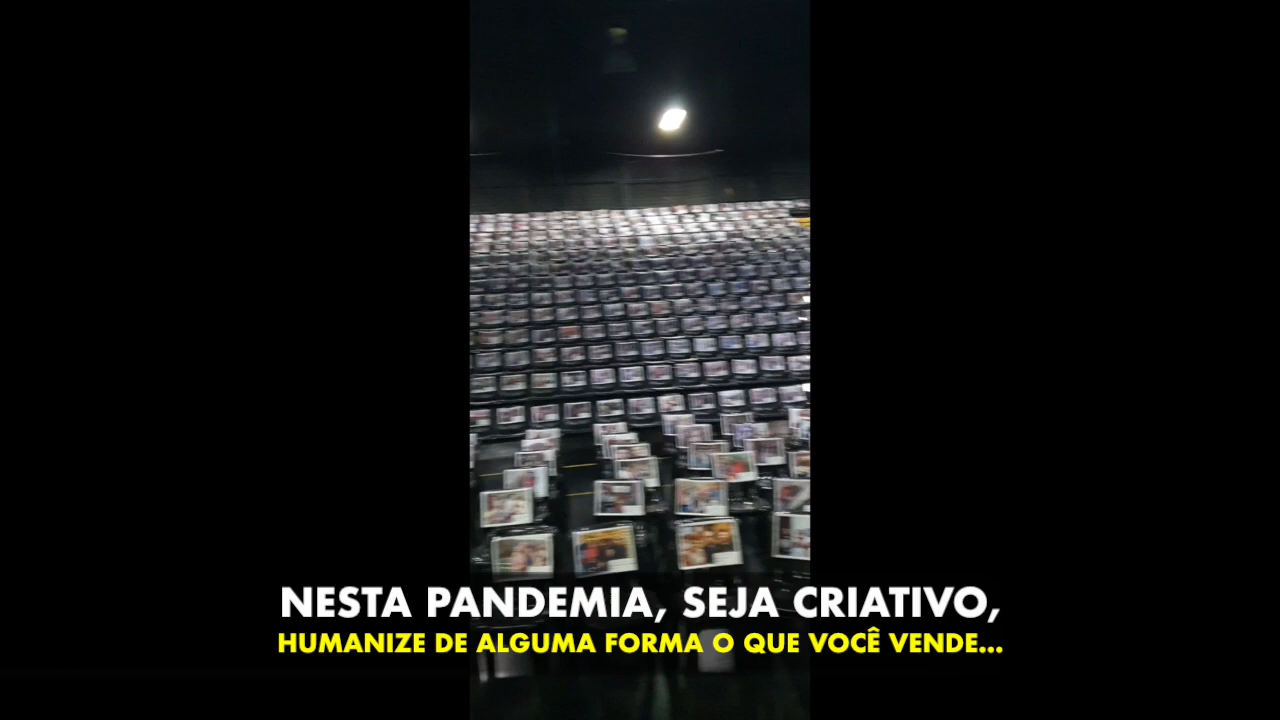 NESTA PANDEMIA, SEJA CRIATIVO,
HUMANIZE DE ALGUMA FORMA O QUE VOCÊ VENDE...